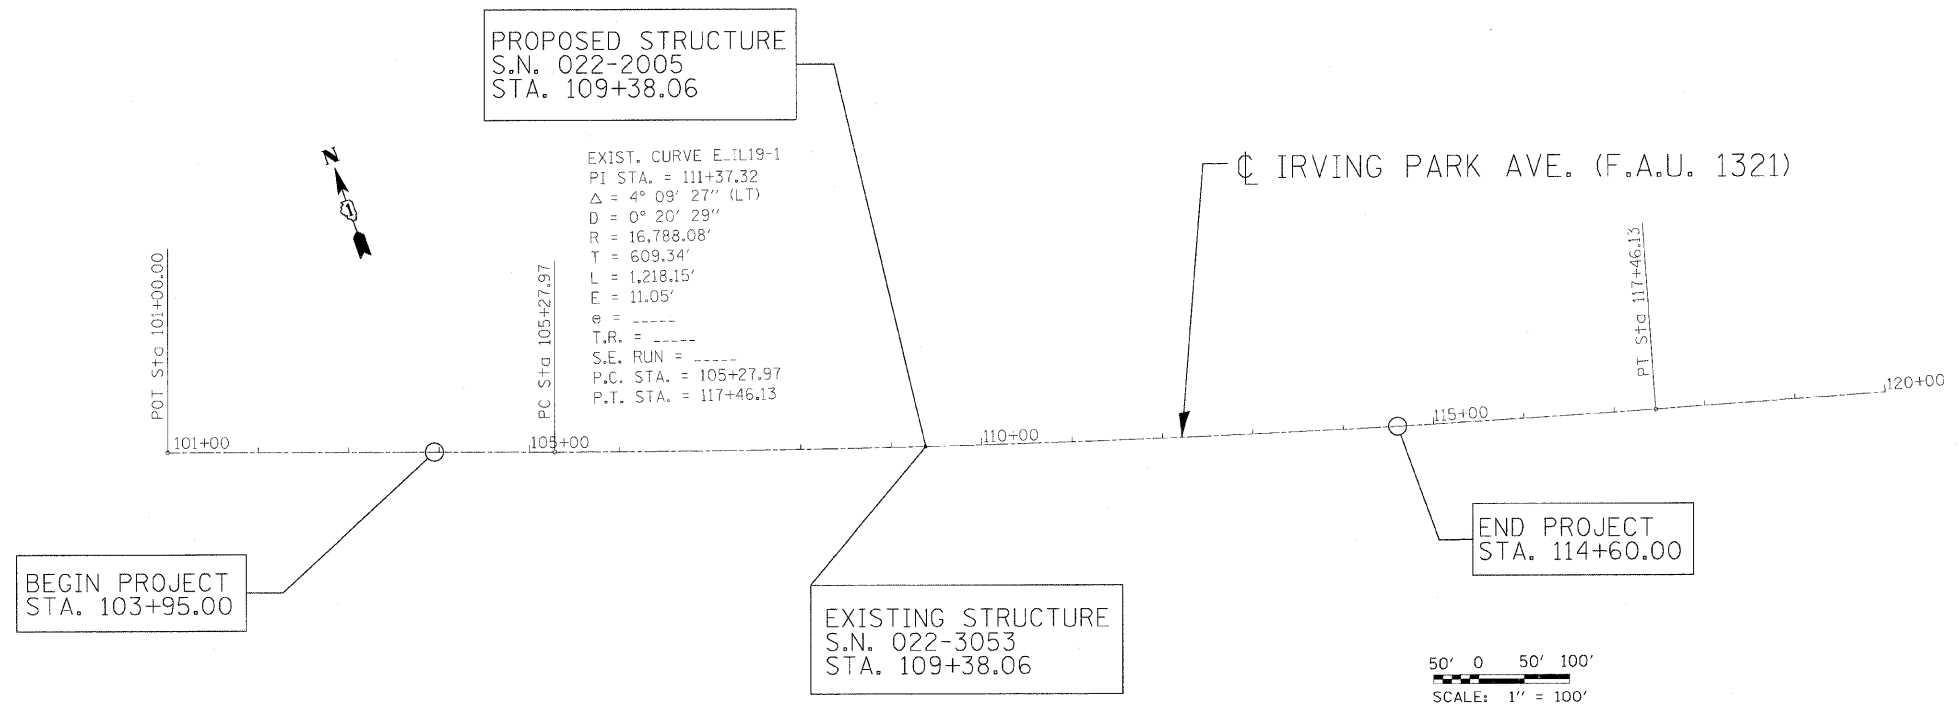 PROPOSED STRUCTURE
S.N. 022-2005
STA. 109+38.06
N
1
EXIST. CURVE E_IL19-1
PI STA. = 111+37.32
Δ = 4° 09' 27" (LT)
D = 0° 20' 29"
R = 16,788.08'
T = 609.34'
L = 1,218.15'
E = 11.05'
e = _____
T.R. = _____
S.E. RUN = _____
P.C. STA. = 105+27.97
P.T. STA. = 117+46.13
℄ IRVING PARK AVE. (F.A.U. 1321)
POT Sta 101+00.00
PC Sta 105+27.97
PT Sta 117+46.13
101+00
105+00
110+00
115+00
120+00
BEGIN PROJECT
STA. 103+95.00
EXISTING STRUCTURE
S.N. 022-3053
STA. 109+38.06
END PROJECT
STA. 114+60.00
50' 0 50' 100'
SCALE: 1" = 100'